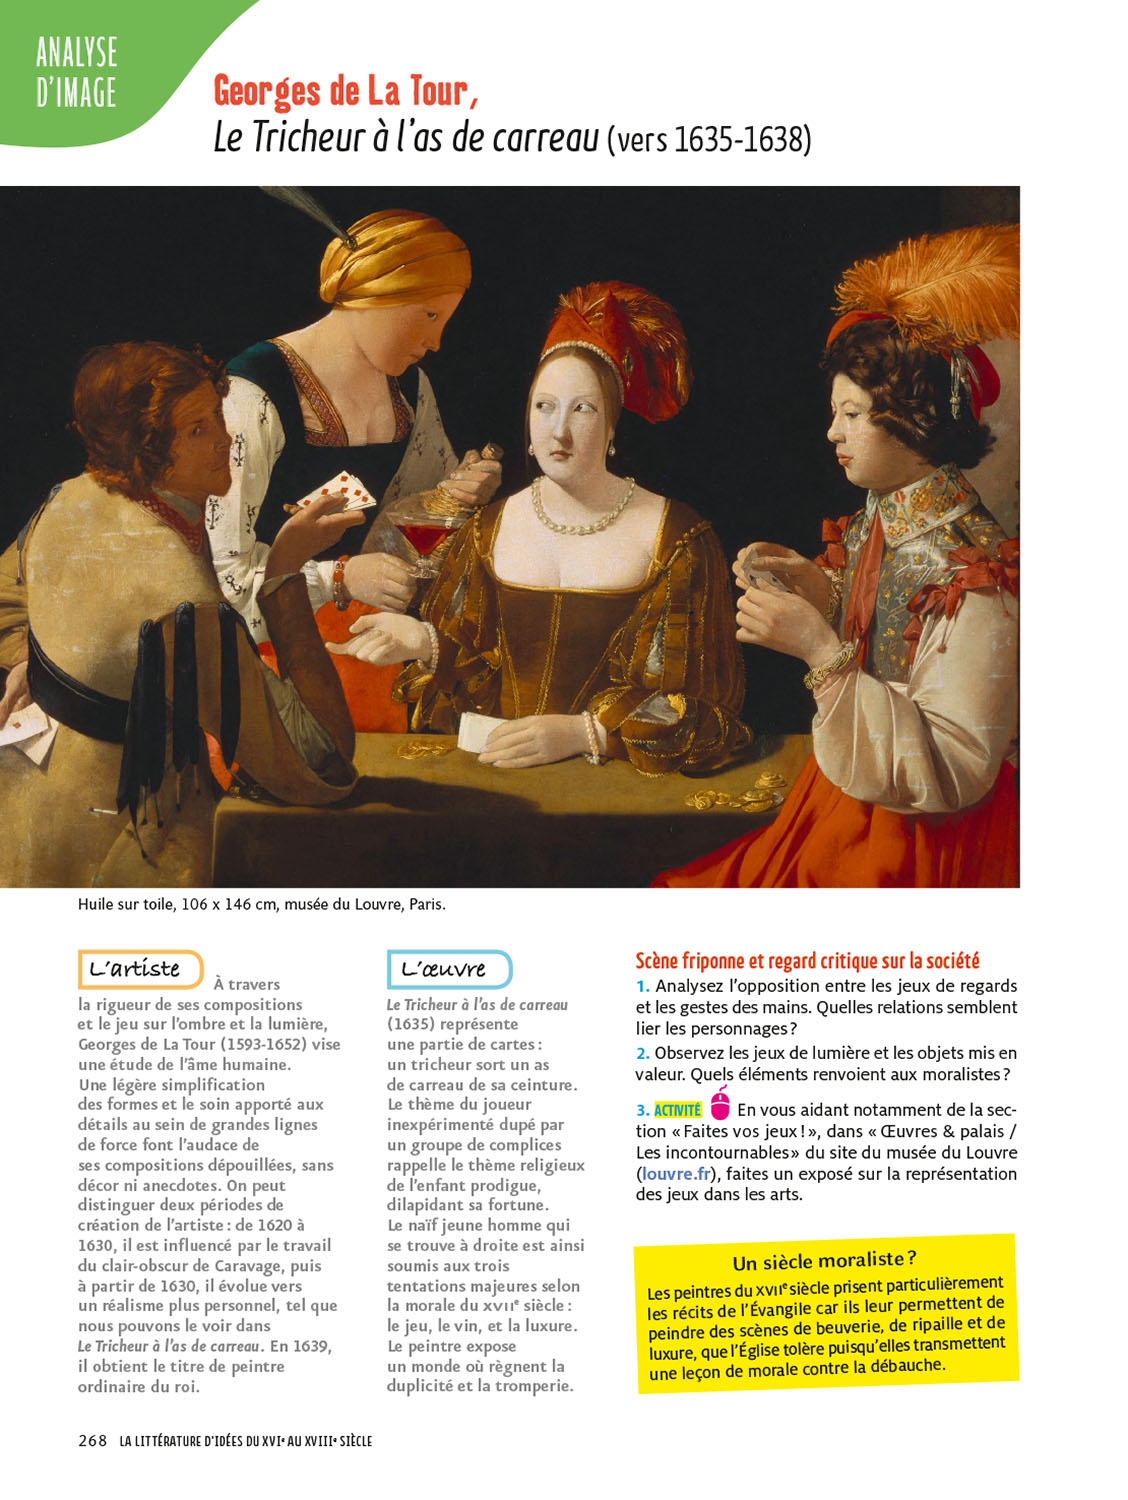 ANALYSE
D'IMAGE
Georges de La Tour,
Le Tricheur à l'as de carreau (vers 1635-1638)
Huile sur toile, 106 x 146 cm, musée du Louvre, Paris.
L'artiste
À travers
la rigueur de ses compositions
et le jeu sur l'ombre et la lumière,
Georges de La Tour (1593-1652) vise
une étude de l'âme humaine.
Une légère simplification
des formes et le soin apporté aux
détails au sein de grandes lignes
de force font l'audace de
ses compositions dépouillées, sans
décor ni anecdotes. On peut
distinguer deux périodes de
création de l'artiste : de 1620 à
1630, il est influencé par le travail
du clair-obscur de Caravage, puis
à partir de 1630, il évolue vers
un réalisme plus personnel, tel que
nous pouvons le voir dans
Le Tricheur à l'as de carreau. En 1639,
il obtient le titre de peintre
ordinaire du roi.
L'œuvre
Le Tricheur à l'as de carreau
(1635) représente
une partie de cartes :
un tricheur sort un as
de carreau de sa ceinture.
Le thème du joueur
inexpérimenté dupé par
un groupe de complices
rappelle le thème religieux
de l'enfant prodigue,
dilapidant sa fortune.
Le naïf jeune homme qui
se trouve à droite est ainsi
soumis aux trois
tentations majeures selon
la morale du XVIIe siècle :
le jeu, le vin, et la luxure.
Le peintre expose
un monde où règnent la
duplicité et la tromperie.
Scène friponne et regard critique sur la société
1. Analysez l'opposition entre les jeux de regards
et les gestes des mains. Quelles relations semblent
lier les personnages ?
2. Observez les jeux de lumière et les objets mis en
valeur. Quels éléments renvoient aux moralistes ?
3. ACTIVITÉ En vous aidant notamment de la sec-
tion « Faites vos jeux ! », dans « Œuvres & palais /
Les incontournables » du site du musée du Louvre
(louvre.fr), faites un exposé sur la représentation
des jeux dans les arts.
Un siècle moraliste ?
Les peintres du XVIIe siècle prisent particulièrement
les récits de l'Évangile car ils leur permettent de
peindre des scènes de beuverie, de ripaille et de
luxure, que l'Église tolère puisqu'elles transmettent
une leçon de morale contre la débauche.
268 LA LITTÉRATURE D'IDÉES DU XVIe AU XVIIIe SIÈCLE